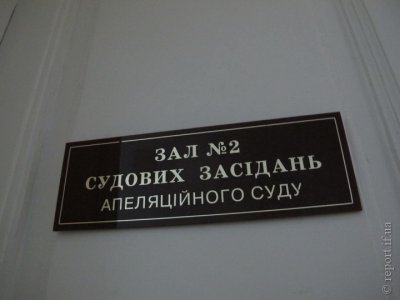 ЗАЛ №2
СУДОВИХ ЗАСІДАНЬ
АПЕЛЯЦІЙНОГО СУДУ
© report.if.ua